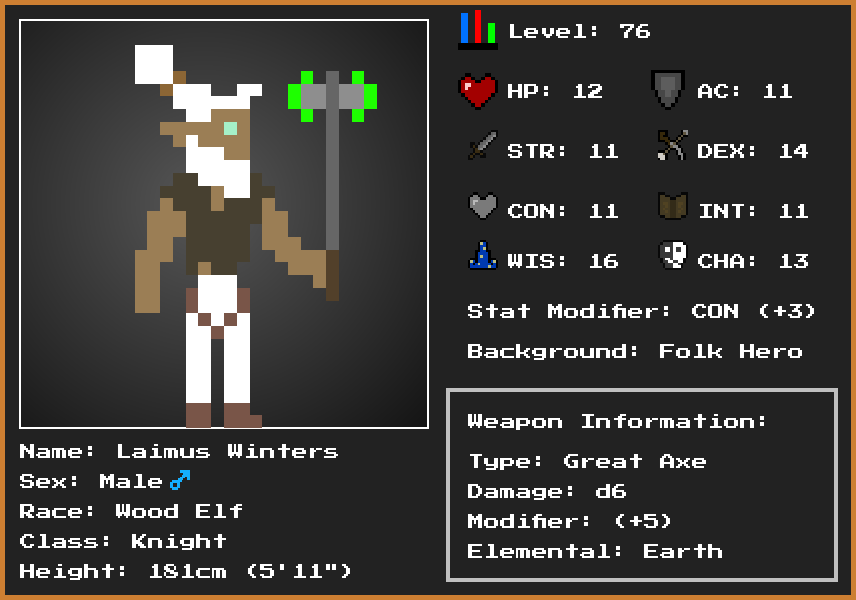 Level: 76
HP: 12
AC: 11
STR: 11
DEX: 14
CON: 11
INT: 11
WIS: 16
CHA: 13
Stat Modifier: CON (+3)
Background: Folk Hero
Weapon Information:
Type: Great Axe
Damage: d6
Modifier: (+5)
Elemental: Earth
Name: Laimus Winters
Sex: Male♂
Race: Wood Elf
Class: Knight
Height: 181cm (5'11")